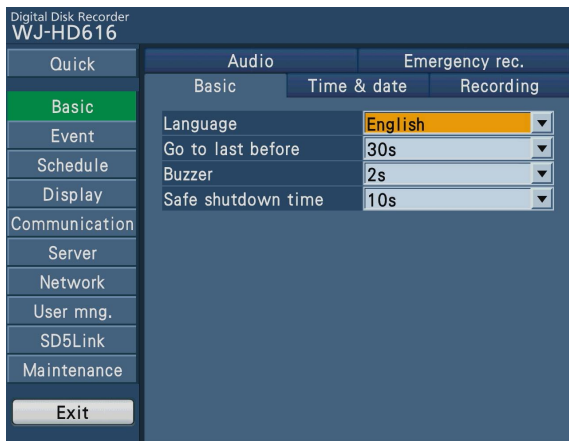 Digital Disk Recorder
WJ-HD616
Quick
Basic
Event
Schedule
Display
Communication
Server
Network
User mng.
SD5Link
Maintenance
Exit
Audio
Emergency rec.
Basic
Time & date
Recording
Language English
Go to last before 30s
Buzzer 2s
Safe shutdown time 10s